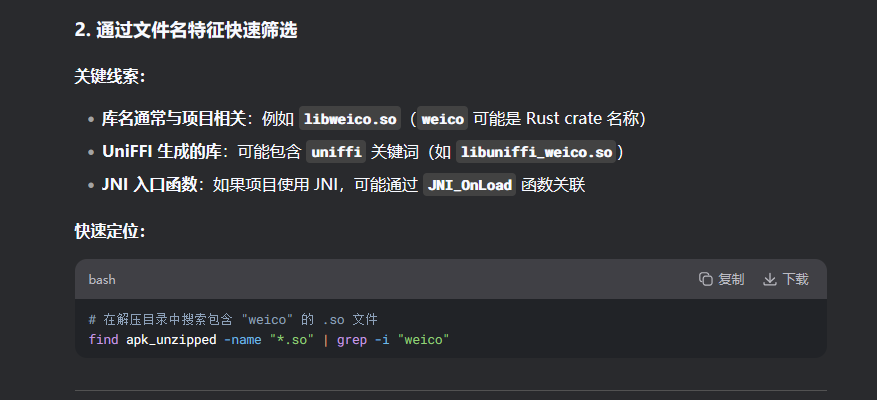 2. 通过文件名特征快速筛选
关键线索：
• 库名通常与项目相关：例如 libweico.so（weico 可能是 Rust crate 名称）
• UniFFI 生成的库：可能包含 uniffi 关键词（如 libuniffi_weico.so）
• JNI 入口函数：如果项目使用 JNI，可能通过 JNI_OnLoad 函数关联
快速定位：
bash 复制 下载
# 在解压目录中搜索包含 "weico" 的 .so 文件
find apk_unzipped -name "*.so" | grep -i "weico"